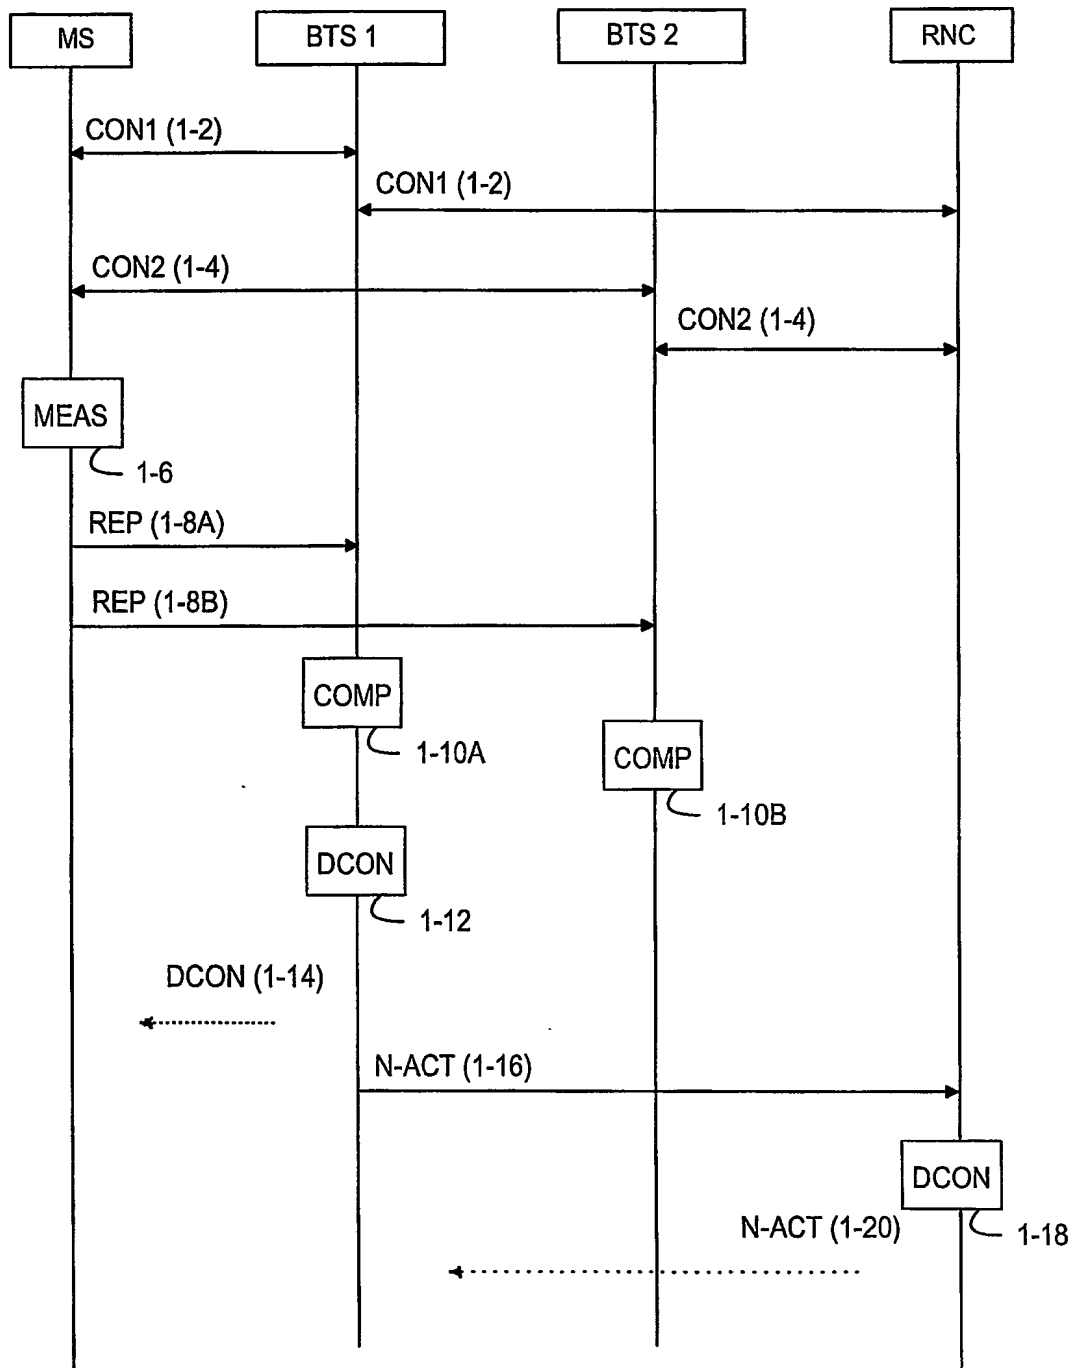 MS
BTS 1
BTS 2
RNC
CON1 (1-2)
CON1 (1-2)
CON2 (1-4)
CON2 (1-4)
MEAS
1-6
REP (1-8A)
REP (1-8B)
COMP
1-10A
COMP
1-10B
DCON
1-12
DCON (1-14)
N-ACT (1-16)
DCON
1-18
N-ACT (1-20)